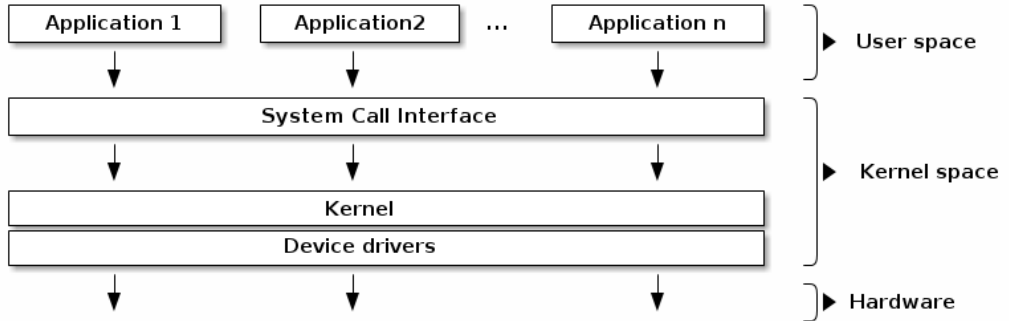 Application 1
Application2
...
Application n
User space
System Call Interface
Kernel space
Kernel
Device drivers
Hardware